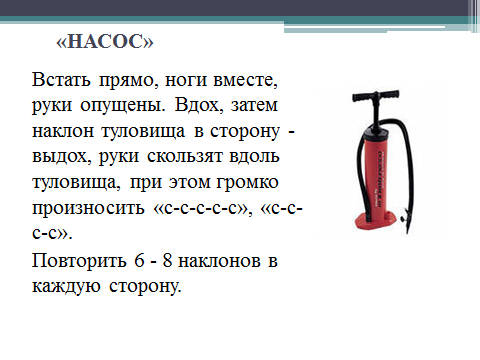 «НАСОС»
Встать прямо, ноги вместе,
руки опущены. Вдох, затем
наклон туловища в сторону -
выдох, руки скользят вдоль
туловища, при этом громко
произносить «с-с-с-с-с», «с-с-
с-с».
Повторить 6 - 8 наклонов в
каждую сторону.